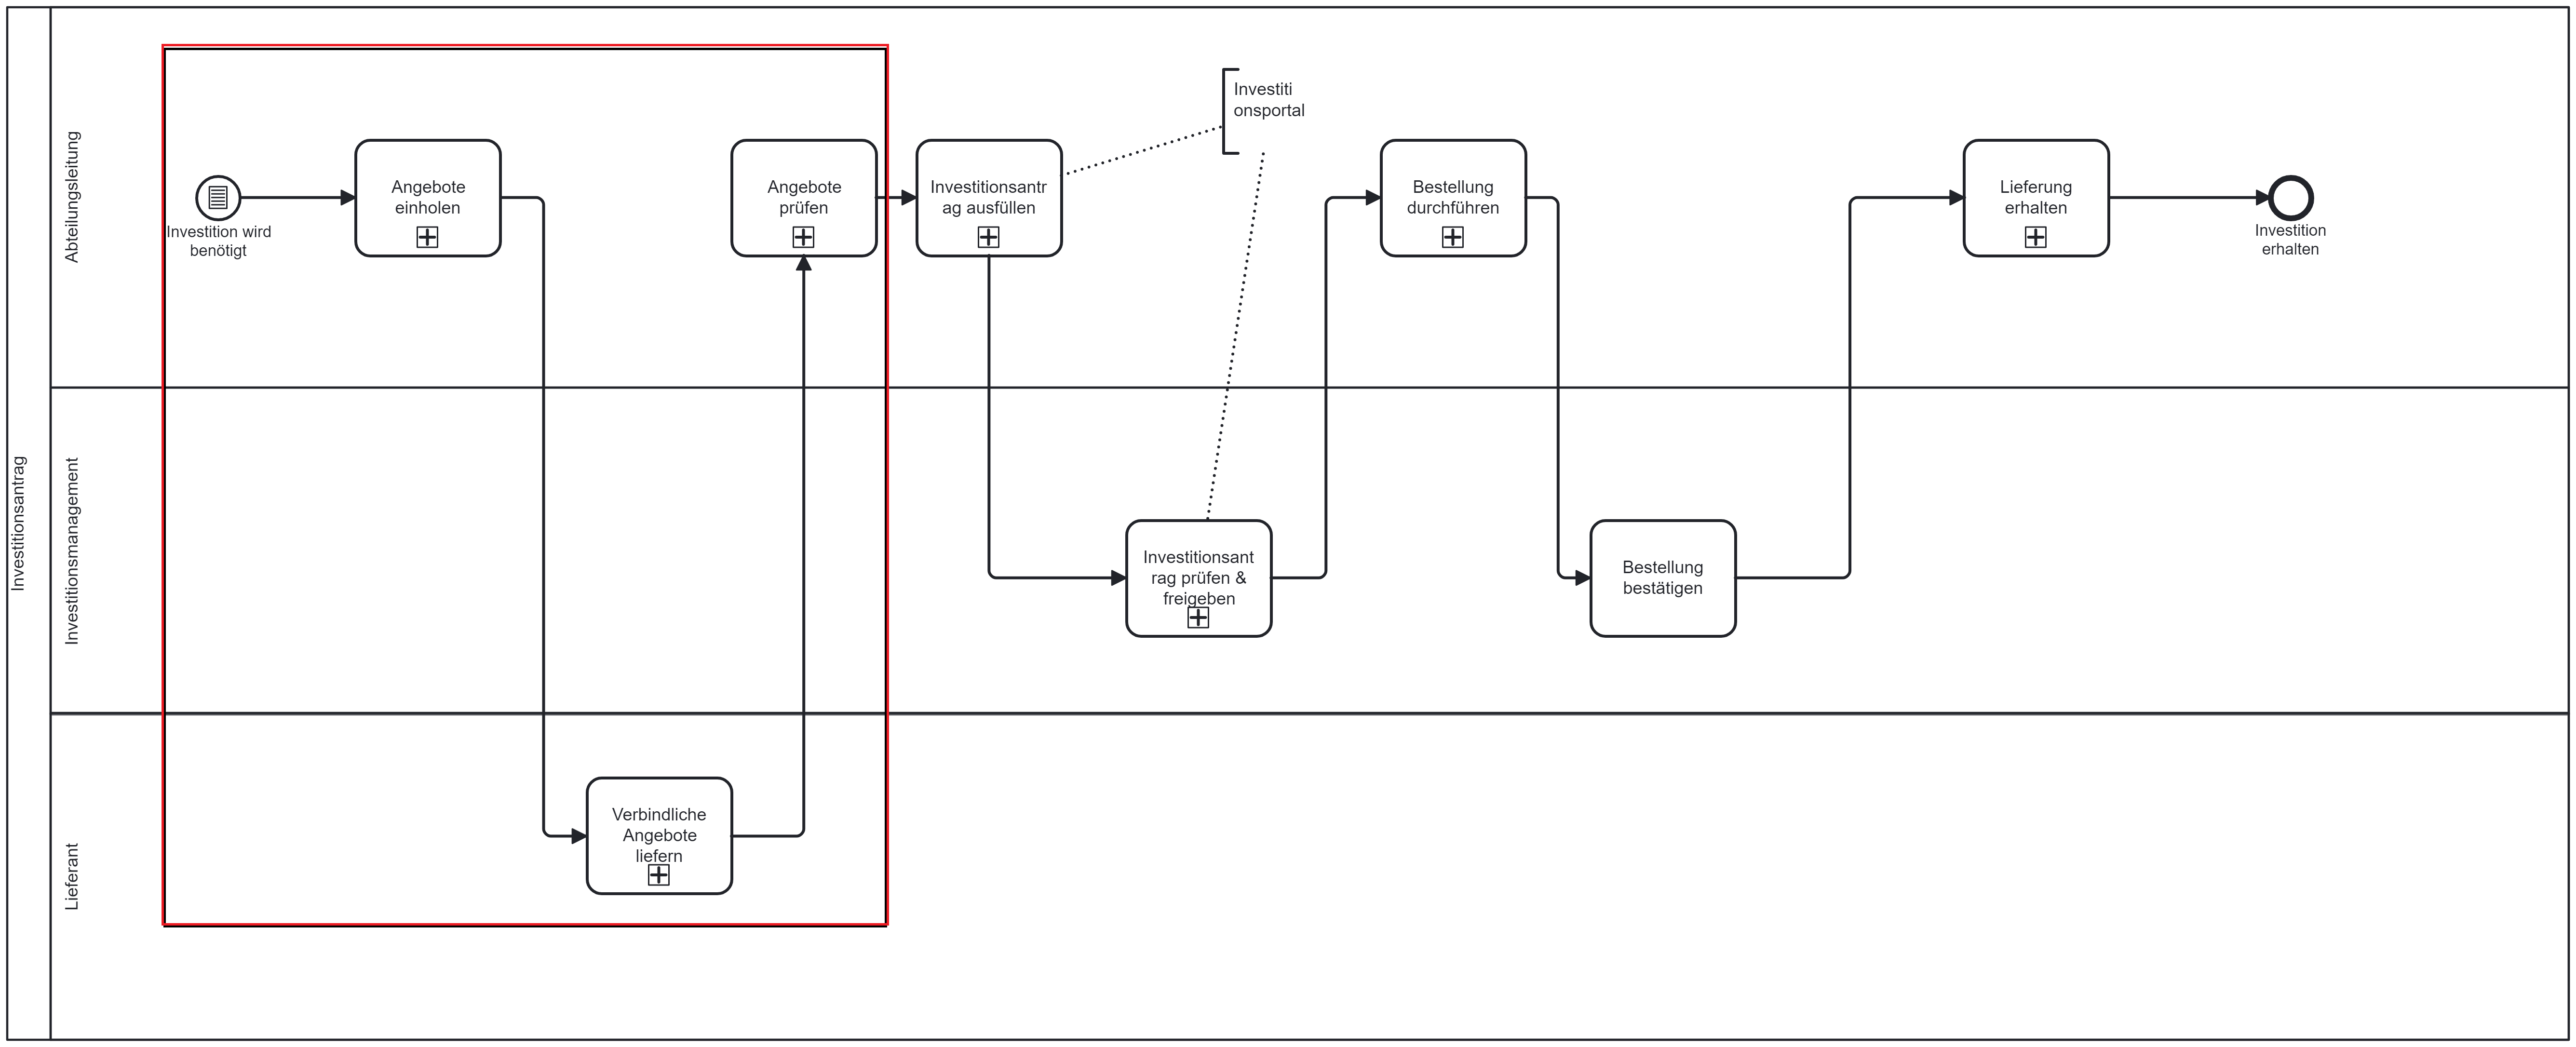 Investitionsantrag
Abteilungsleitung
Investition wird
benötigt
Angebote
einholen
Angebote
prüfen
Investitionsantr
ag ausfüllen
Investiti
onsportal
Bestellung
durchführen
Lieferung
erhalten
Investition
erhalten
Investitionsmanagement
Investitionsant
rag prüfen &
freigeben
Bestellung
bestätigen
Lieferant
Verbindliche
Angebote
liefern